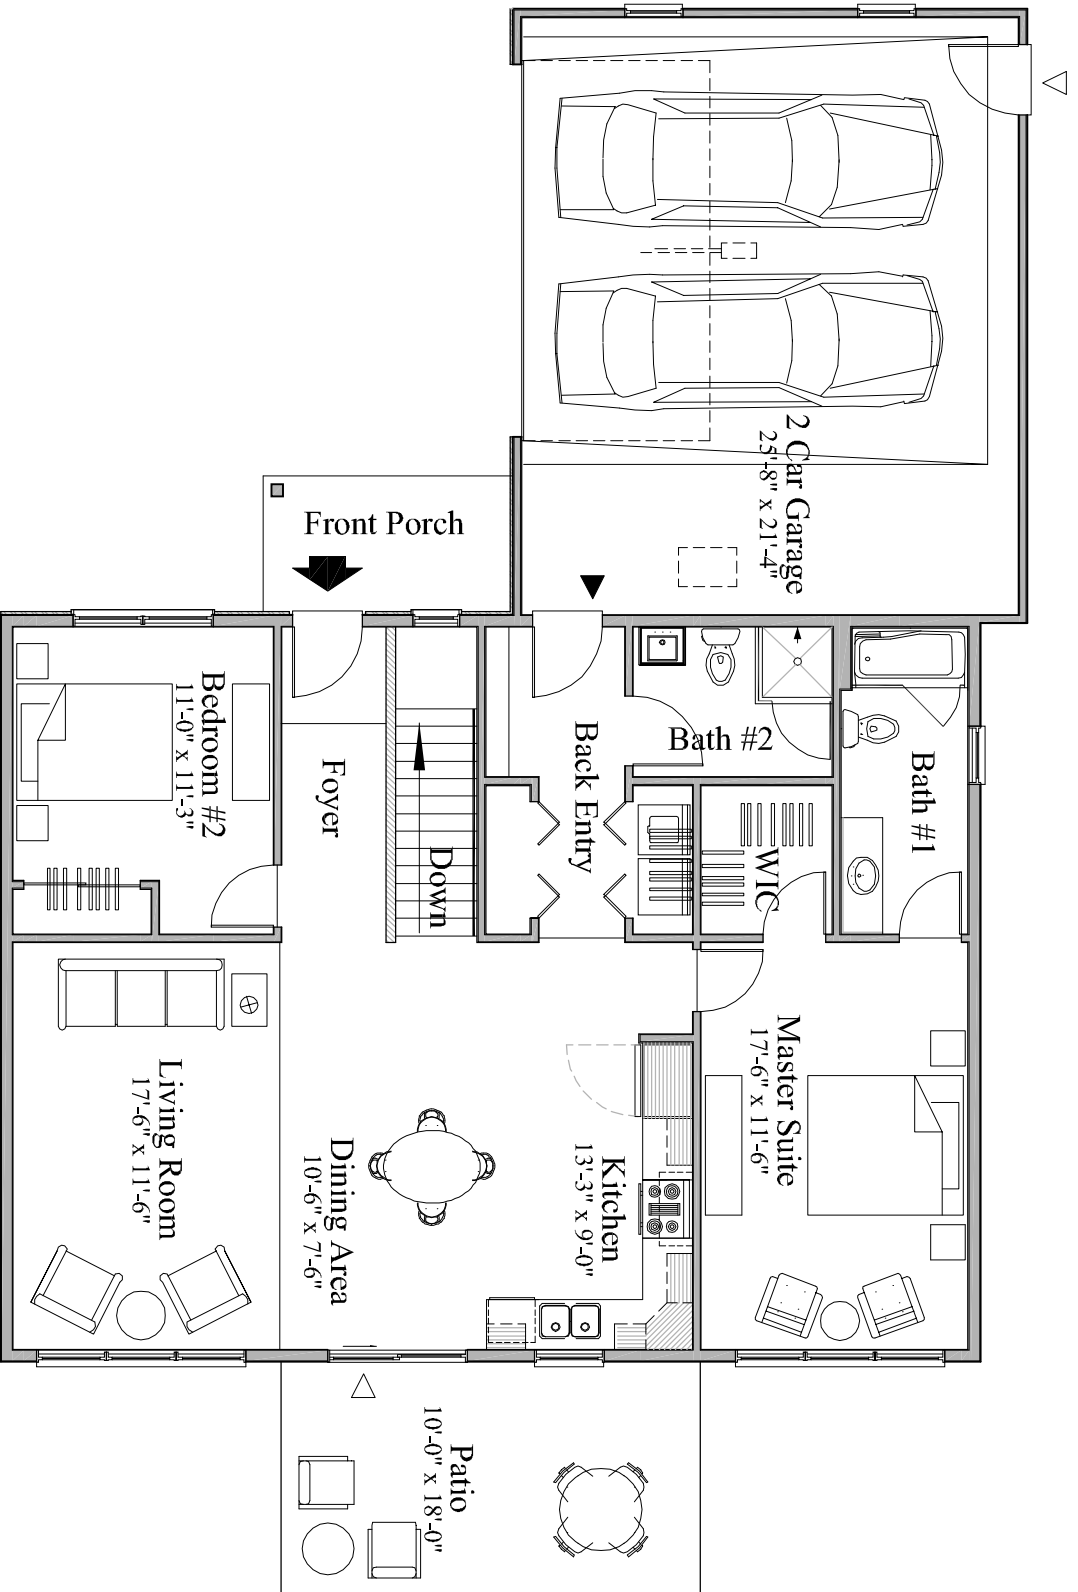 2 Car Garage
25'-8" x 21'-4"
Front Porch
Bedroom #2
11'-0" x 11'-3"
Foyer
Down
Back Entry
Bath #2
Bath #1
WIC
Master Suite
17'-6" x 11'-6"
Living Room
17'-6" x 11'-6"
Dining Area
10'-6" x 7'-6"
Kitchen
13'-3" x 9'-0"
Patio
10'-0" x 18'-0"